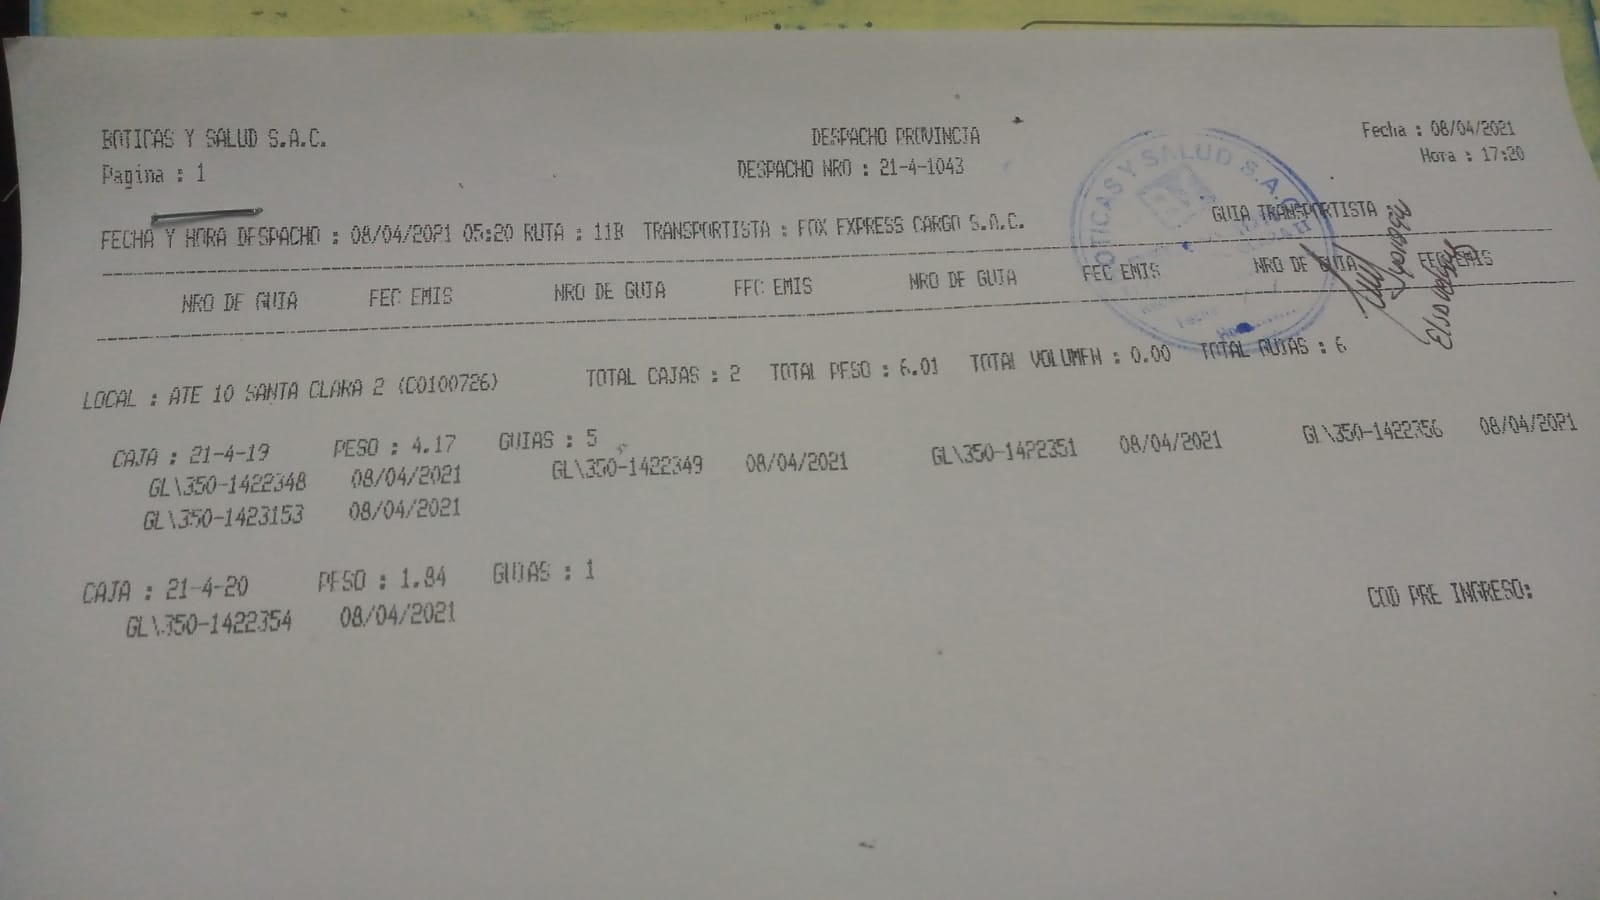 BOTICAS Y SALUD S.A.C.
DESPACHO PROVINCIA
Fecha : 08/04/2021
Pagina : 1
DESPACHO NRO : 21-4-1043
Hora : 17:20
BOTICAS Y SALUD S.A.C.
GUIA TRANSPORTISTA :
FECHA Y HORA DESPACHO : 08/04/2021 05:20 RUTA : 11B TRANSPORTISTA : FOX EXPRESS CARGO S.A.C.
NRO DE GUIA FEC EMIS NRO DE GUIA FEC EMIS NRO DE GUIA FEC EMIS NRO DE GUIA FEC EMIS
LOCAL : ATE 10 SANTA CLARA 2 (C0100726) TOTAL CAJAS : 2 TOTAL PESO : 6.01 TOTAL VOLUMEN : 0.00 TOTAL GUIAS : 6
CAJA : 21-4-19 PESO : 4.17 GUIAS : 5
GL\350-1422348 08/04/2021 GL\350-1422349 08/04/2021 GL\350-1422351 08/04/2021 GL\350-1422356 08/04/2021
GL\350-1423153 08/04/2021
CAJA : 21-4-20 PESO : 1.84 GUIAS : 1
GL\350-1422354 08/04/2021
COD PRE INGRESO: